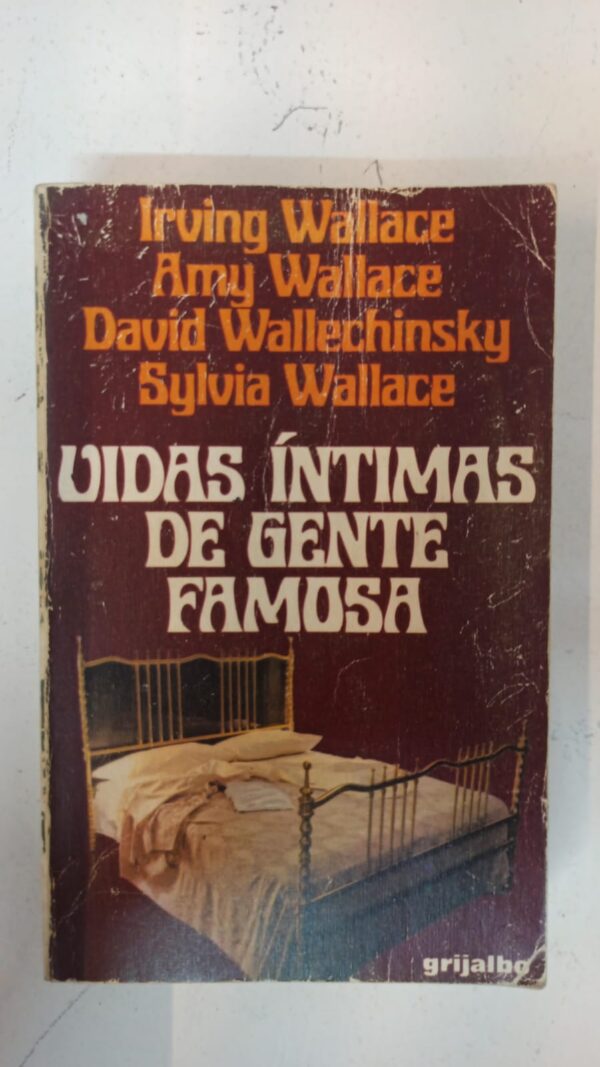 Irving Wallace
Amy Wallace
David Wallechinsky
Sylvia Wallace
VIDAS ÍNTIMAS
DE GENTE
FAMOSA
grijalbo